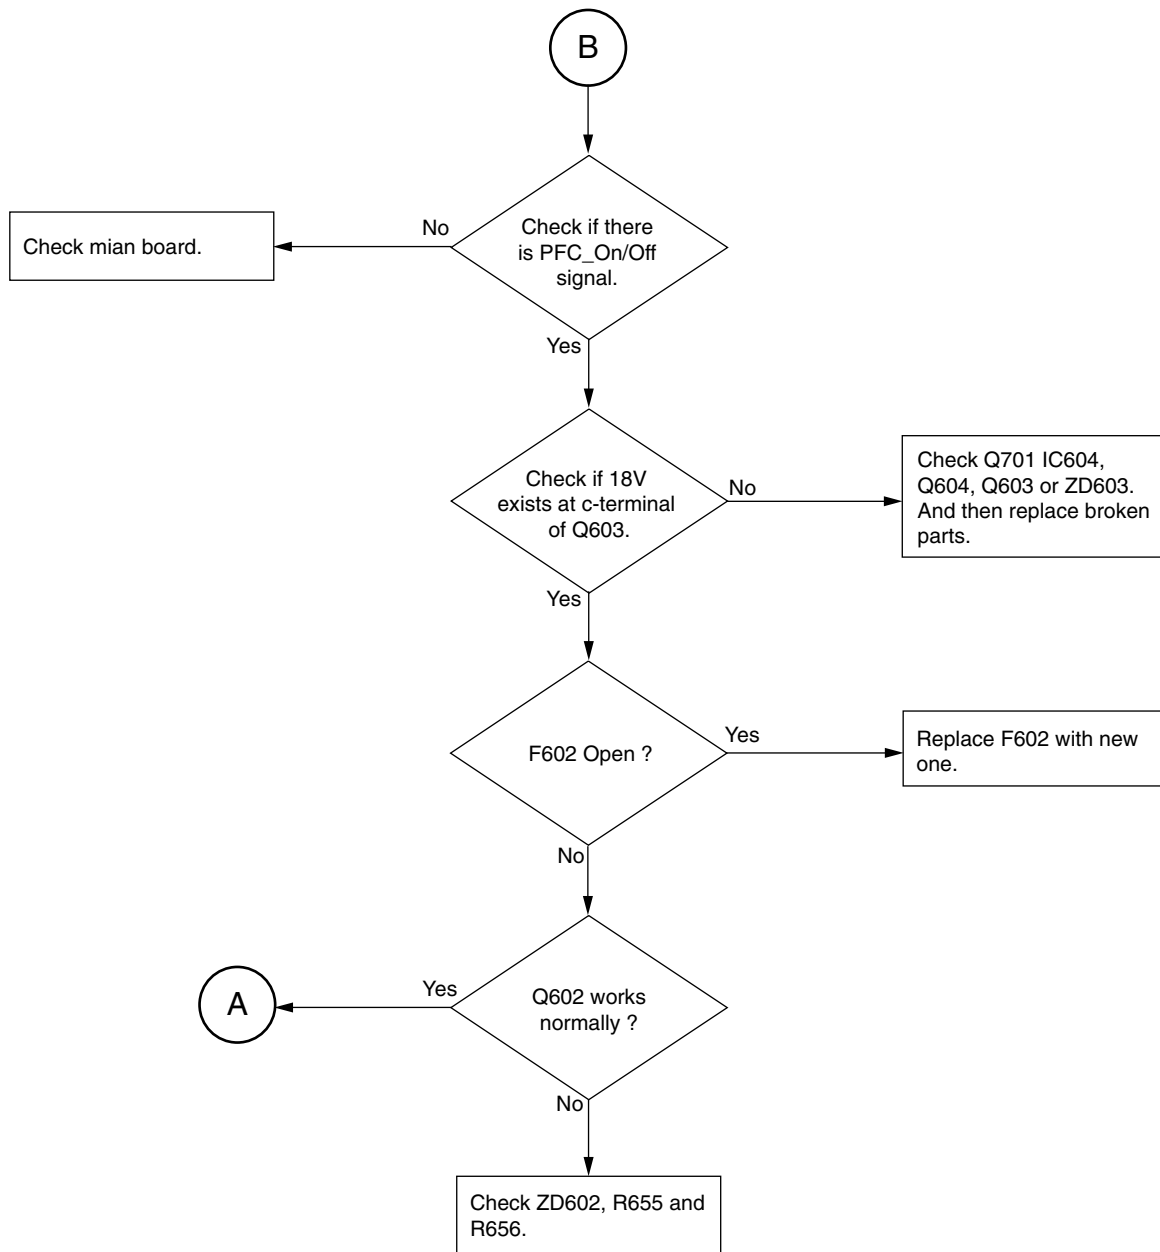 B
Check if there
is PFC_On/Off
signal.
No
Check mian board.
Yes
Check if 18V
exists at c-terminal
of Q603.
No
Check Q701 IC604,
Q604, Q603 or ZD603.
And then replace broken
parts.
Yes
F602 Open ?
Yes
Replace F602 with new
one.
No
Q602 works
normally ?
Yes
A
No
Check ZD602, R655 and
R656.